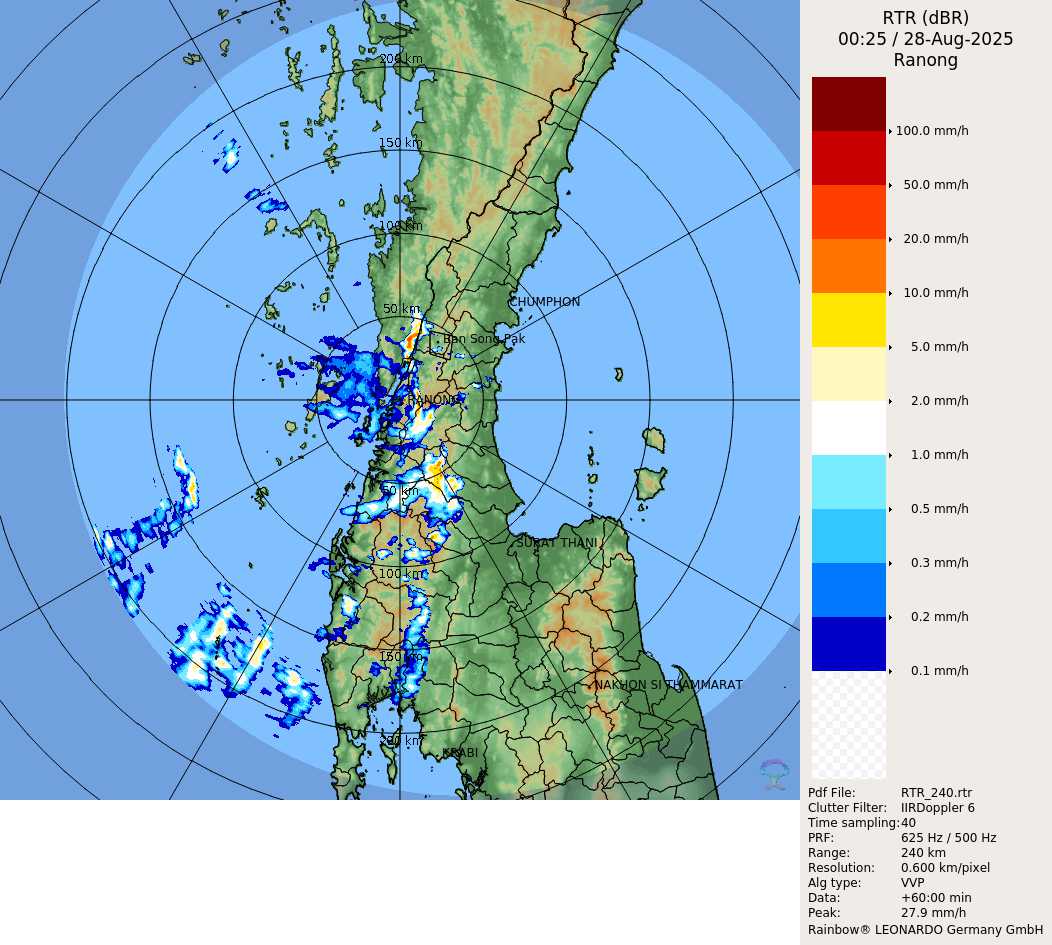 RTR (dBR)
00:25 / 28-Aug-2025
Ranong
200 km
150 km
100 km
50 km
CHUMPHON
Ban Song Pak
RANONG
50 km
SURAT THANI
100 km
150 km
NAKHON SI THAMMARAT
200 km
KRABI
100.0 mm/h
50.0 mm/h
20.0 mm/h
10.0 mm/h
5.0 mm/h
2.0 mm/h
1.0 mm/h
0.5 mm/h
0.3 mm/h
0.2 mm/h
0.1 mm/h
Pdf File: RTR_240.rtr
Clutter Filter: IIRDoppler 6
Time sampling:40
PRF: 625 Hz / 500 Hz
Range: 240 km
Resolution: 0.600 km/pixel
Alg type: VVP
Data: +60:00 min
Peak: 27.9 mm/h
Rainbow® LEONARDO Germany GmbH